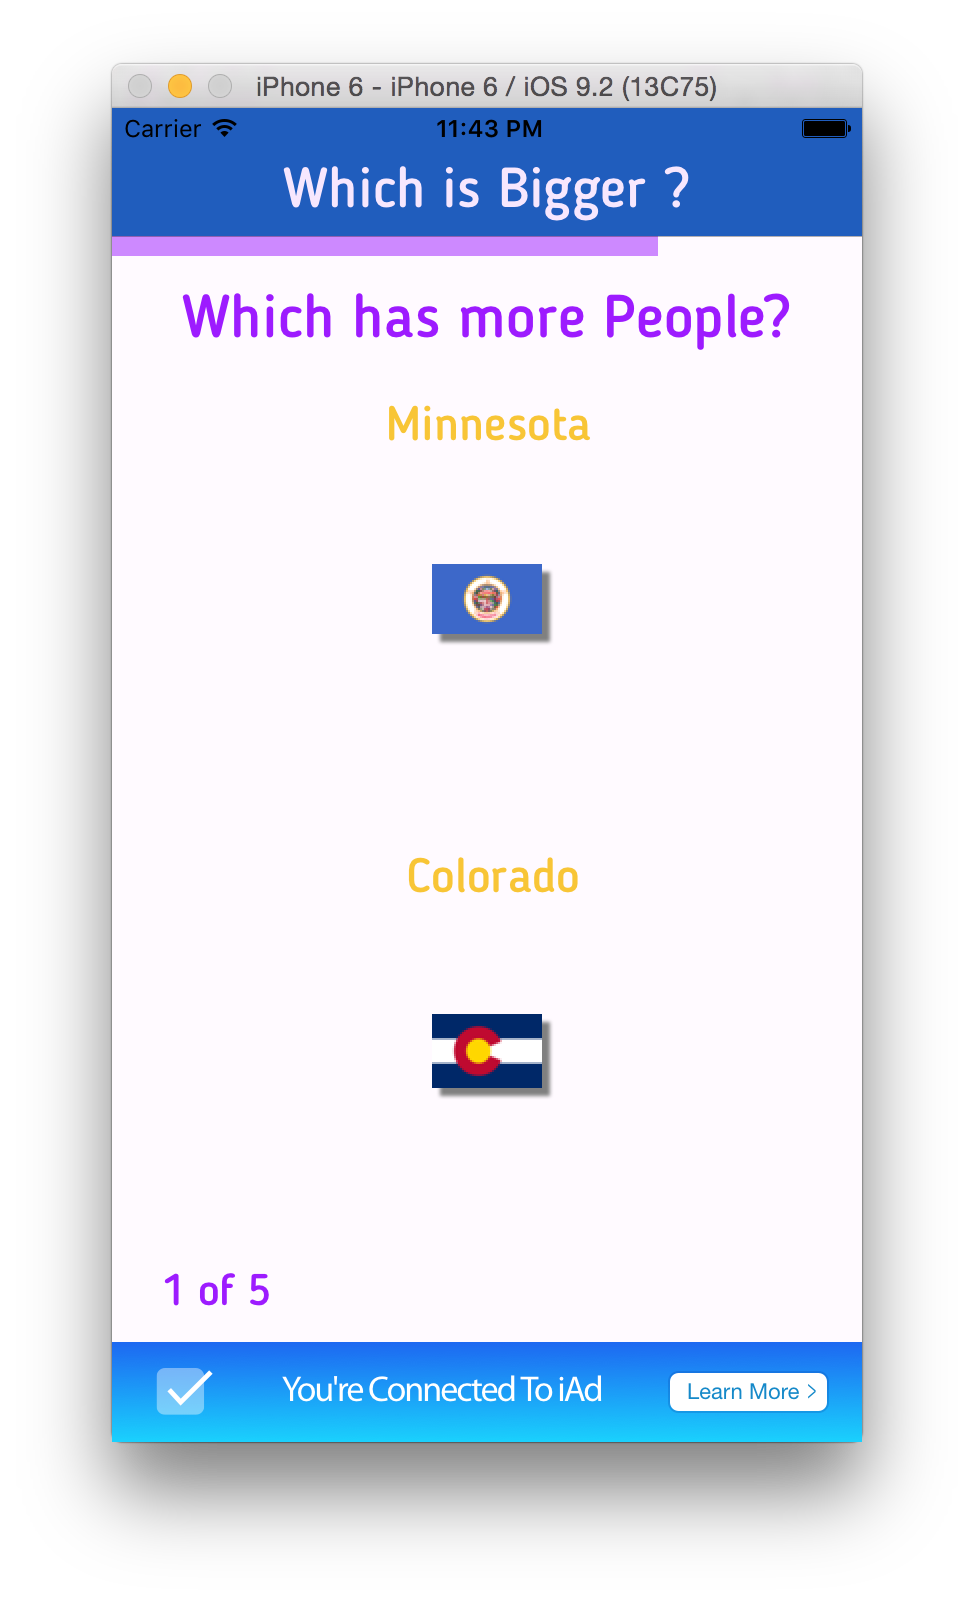 iPhone 6 - iPhone 6 / iOS 9.2 (13C75)
Carrier 11:43 PM
Which is Bigger ?
Which has more People?
Minnesota
Colorado
1 of 5
You're Connected To iAd Learn More >